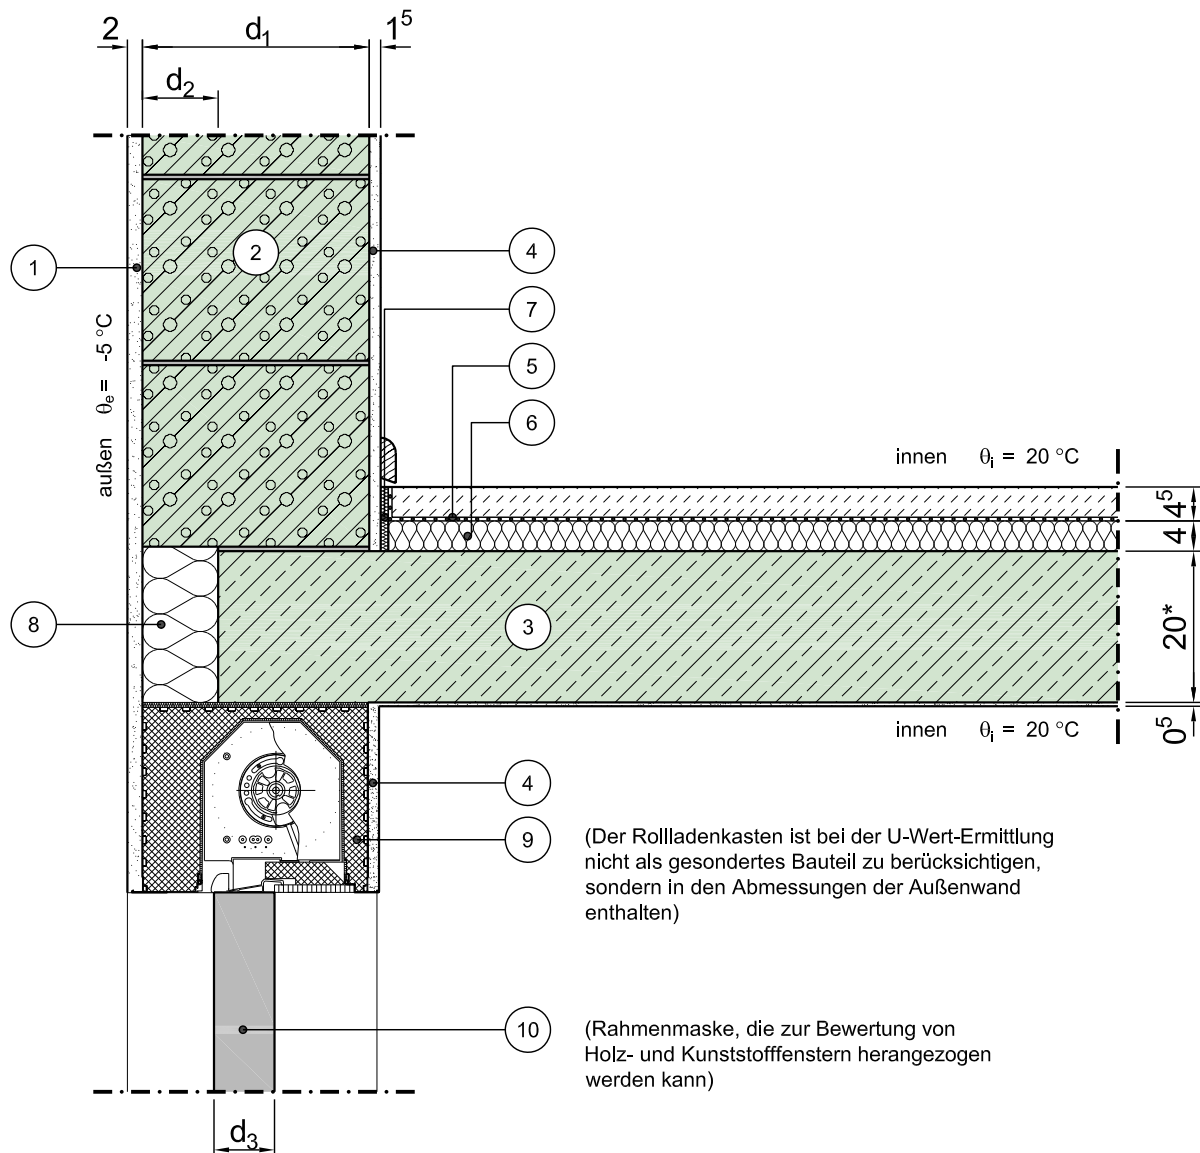 2
d₁
1⁵
d₂
2
4
1
7
5
6
außen θₑ = -5 °C
innen θᵢ = 20 °C
4⁵
4
8
3
20*
innen θᵢ = 20 °C
0⁵
4
9
(Der Rollladenkasten ist bei der U-Wert-Ermittlung
nicht als gesondertes Bauteil zu berücksichtigen,
sondern in den Abmessungen der Außenwand
enthalten)
10
(Rahmenmaske, die zur Bewertung von
Holz- und Kunststofffenstern herangezogen
werden kann)
d₃